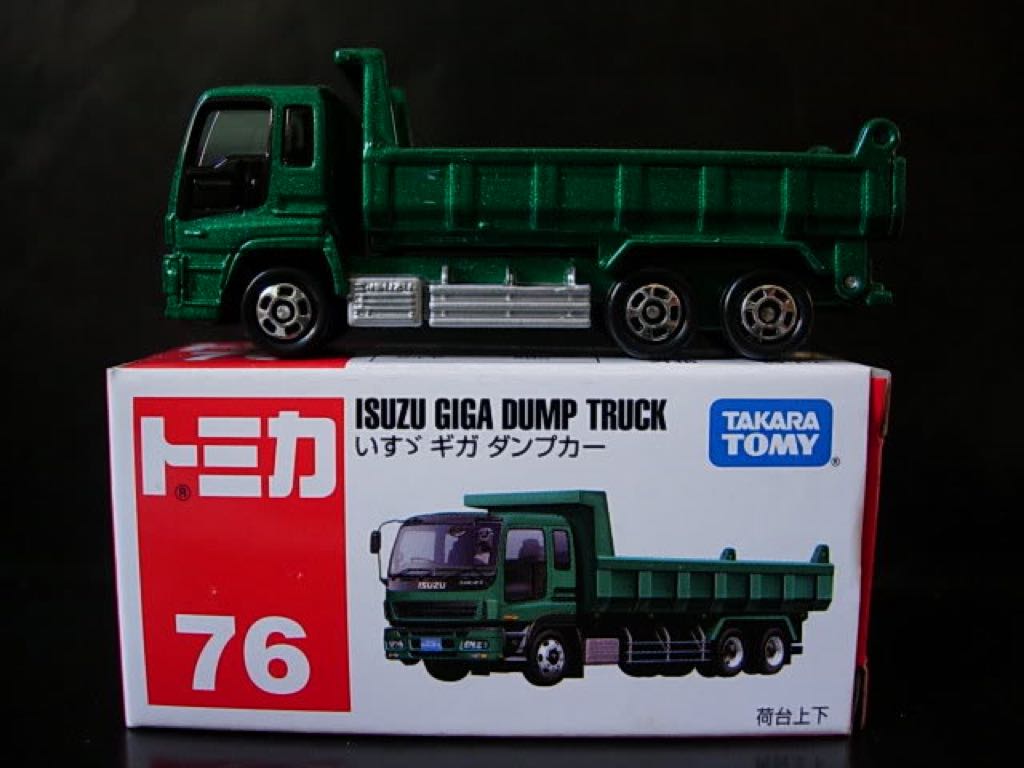 トミカ
®
76
ISUZU GIGA DUMP TRUCK
いすゞ ギガ ダンプカー
TAKARA
TOMY®
ISUZU
荷台上下